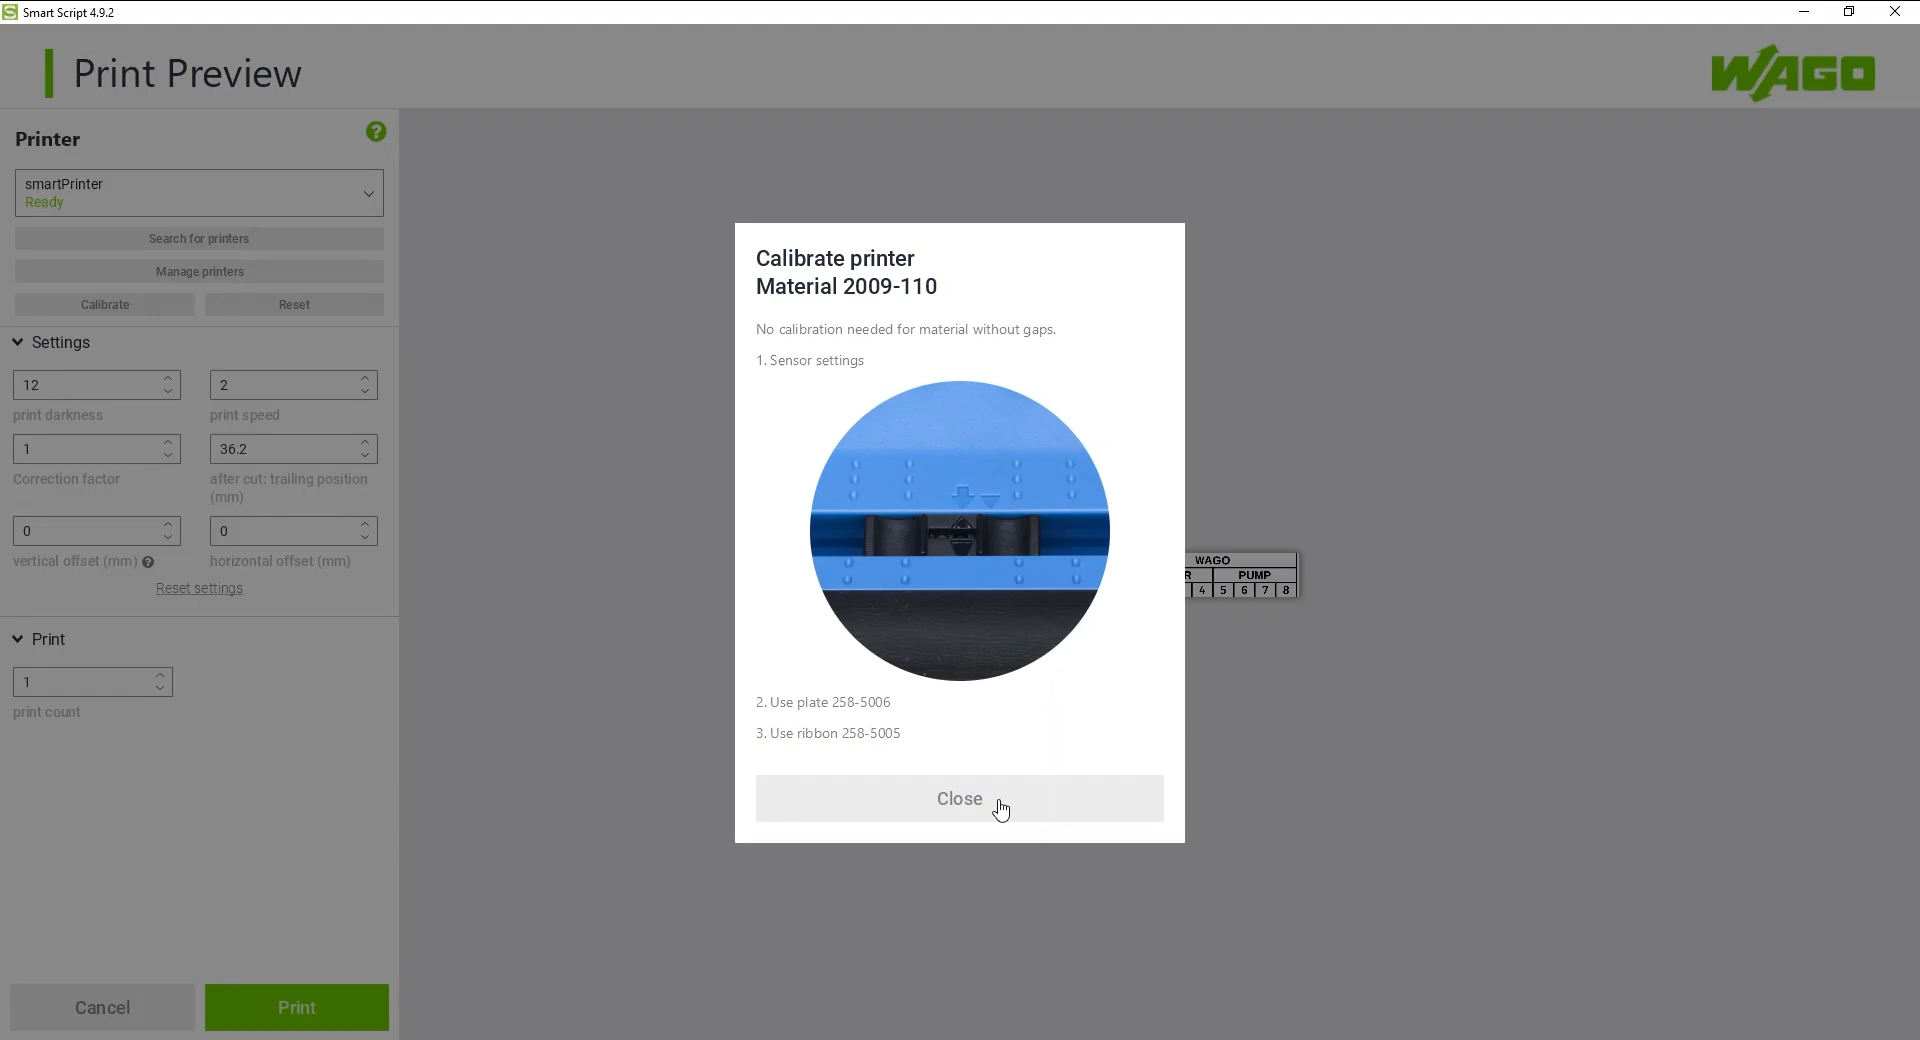 Smart Script 4.9.2
Print Preview
WAGO
Printer
smartPrinter
Ready
Search for printers
Manage printers
Calibrate
Reset
Settings
12
2
print darkness
print speed
1
36.2
Correction factor
after cut: trailing position
(mm)
0
0
vertical offset (mm)
horizontal offset (mm)
Reset settings
Print
1
print count
Cancel
Print
Calibrate printer
Material 2009-110
No calibration needed for material without gaps.
1. Sensor settings
2. Use plate 258-5006
3. Use ribbon 258-5005
Close
WAGO
R PUMP
4 5 6 7 8